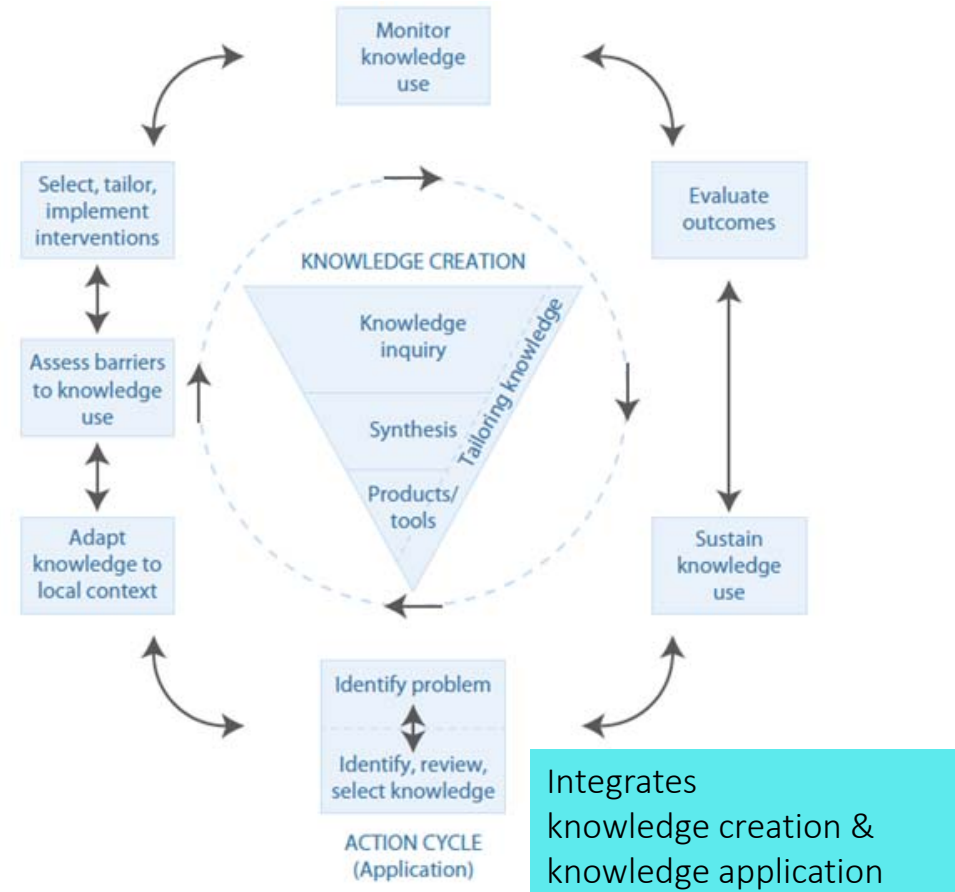 Monitor
knowledge
use
Select, tailor,
implement
interventions
Evaluate
outcomes
KNOWLEDGE CREATION
Knowledge
inquiry
Tailoring knowledge
Synthesis
Products/
tools
Assess barriers
to knowledge
use
Adapt
knowledge to
local context
Sustain
knowledge
use
Identify problem
Identify, review,
select knowledge
ACTION CYCLE
(Application)
Integrates
knowledge creation &
knowledge application